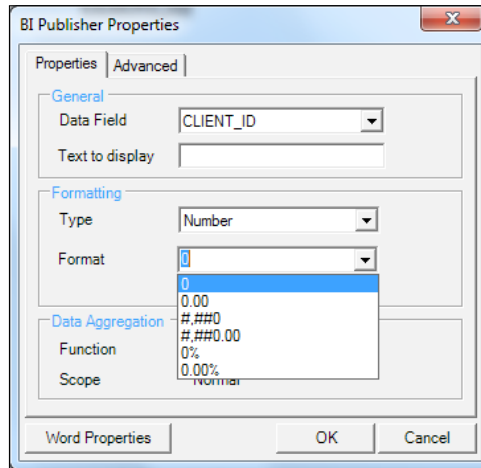 BI Publisher Properties
Properties Advanced
General
Data Field CLIENT_ID
Text to display
Formatting
Type Number
Format 0
0
0.00
#,##0
#,##0.00
0%
0.00%
Data Aggregation
Function
Scope Normal
Word Properties OK Cancel